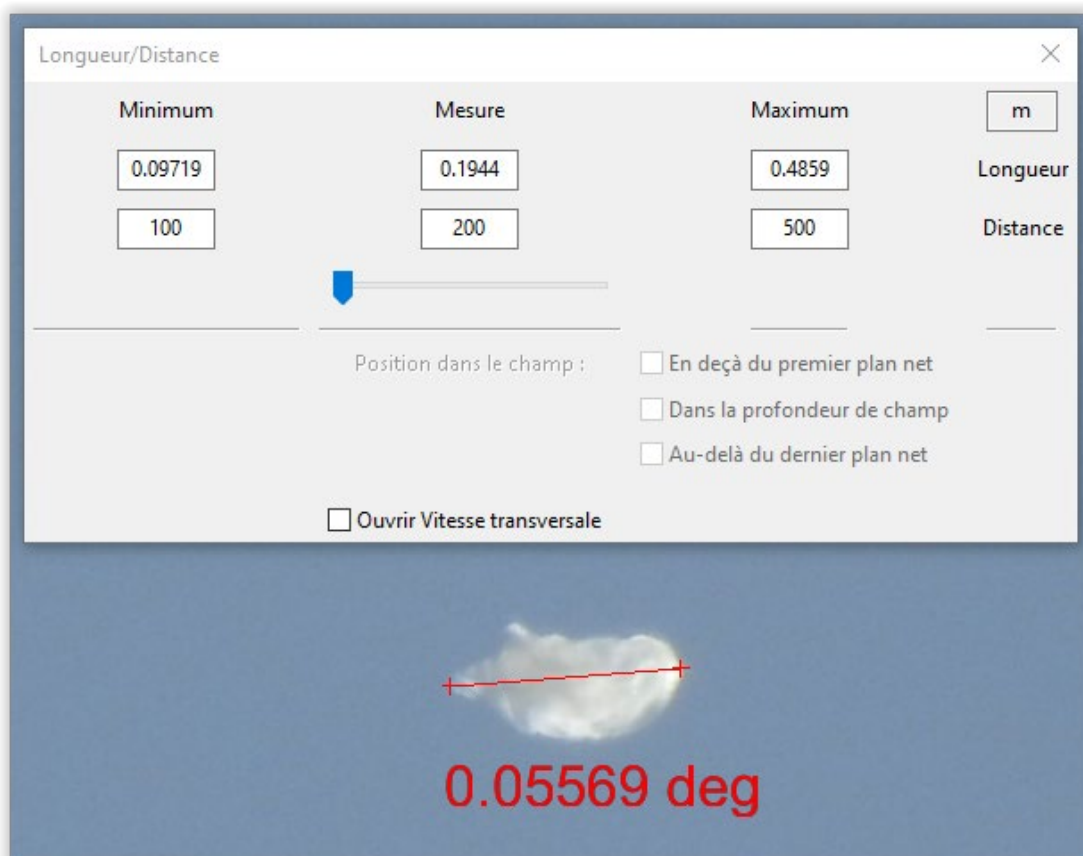 Longueur/Distance
Minimum Mesure Maximum m
0.09719 0.1944 0.4859 Longueur
100 200 500 Distance
Position dans le champ : En deçà du premier plan net
Dans la profondeur de champ
Au-delà du dernier plan net
Ouvrir Vitesse transversale
0.05569 deg